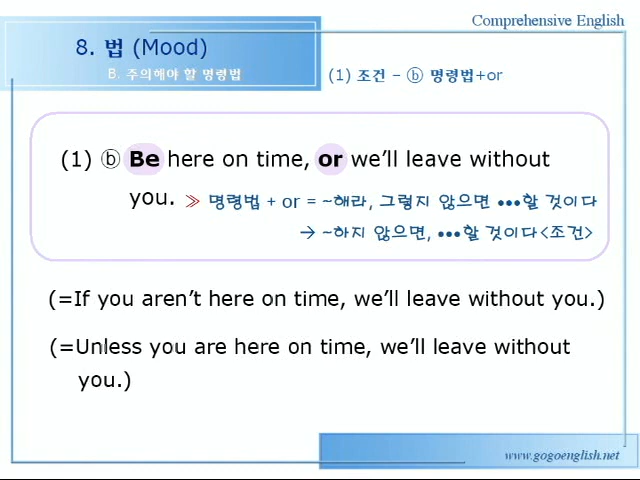 Comprehensive English
8. 법 (Mood)
B. 주의해야 할 명령법
(1) 조건 – ⓑ 명령법+or
(1) ⓑ Be here on time, or we’ll leave without
you. ≫ 명령법 + or = ~해라, 그렇지 않으면 •••할 것이다
→ ~하지 않으면, •••할 것이다<조건>
(=If you aren’t here on time, we’ll leave without you.)
(=Unless you are here on time, we’ll leave without
you.)
www.gogoenglish.net